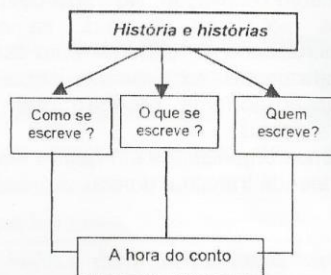 História e histórias
Como se
escreve ?
O que se
escreve ?
Quem
escreve?
A hora do conto